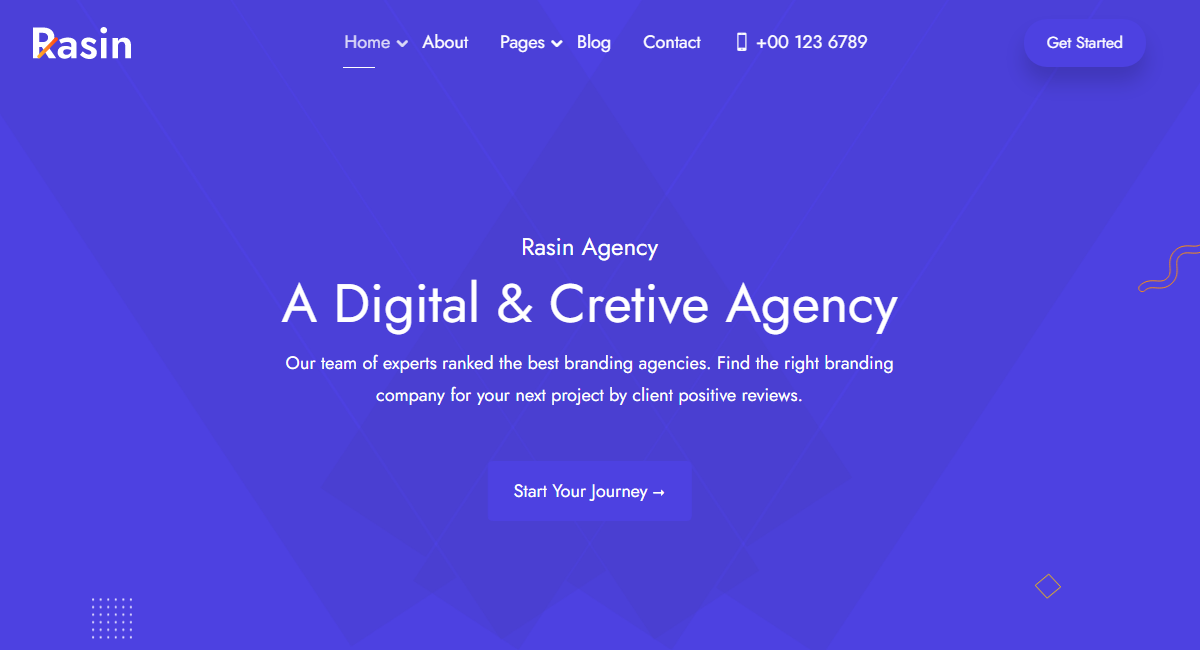 Rasin
Home About Pages Blog Contact +00 123 6789
Get Started
Rasin Agency
A Digital & Cretive Agency
Our team of experts ranked the best branding agencies. Find the right branding
company for your next project by client positive reviews.
Start Your Journey →